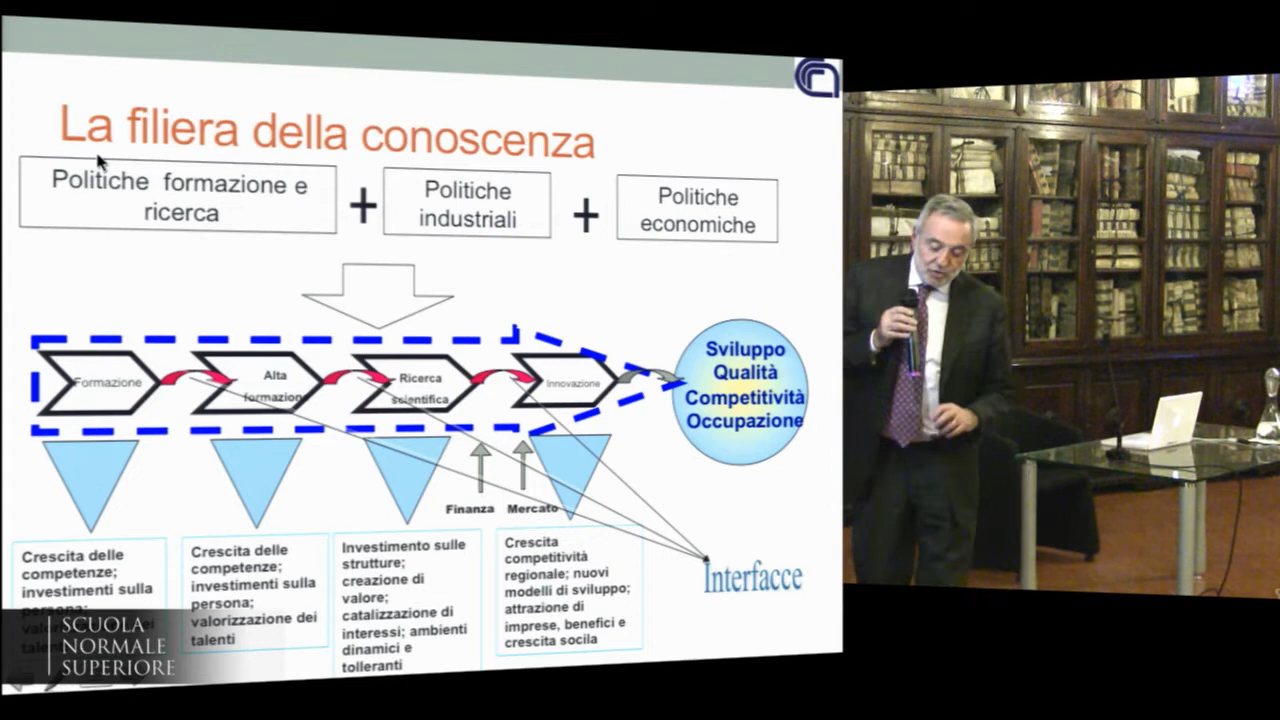 La filiera della conoscenza
Politiche formazione e
ricerca
+
Politiche
industriali
+
Politiche
economiche
Formazione
Alta
formazion
Ricerca
scientifica
Innovazione
Sviluppo
Qualità
Competitività
Occupazione
Finanza
Mercato
Crescita delle
competenze;
investimenti sulla
persona;
Crescita delle
competenze;
investimenti sulla
persona;
valorizzazione dei
talenti
Investimento sulle
strutture;
creazione di
valore;
catalizzazione di
interessi; ambienti
dinamici e
tolleranti
Crescita
competitività
regionale; nuovi
modelli di sviluppo;
attrazione di
imprese, benefici e
crescita socila
Interfacce
SCUOLA
NORMALE
SUPERIORE